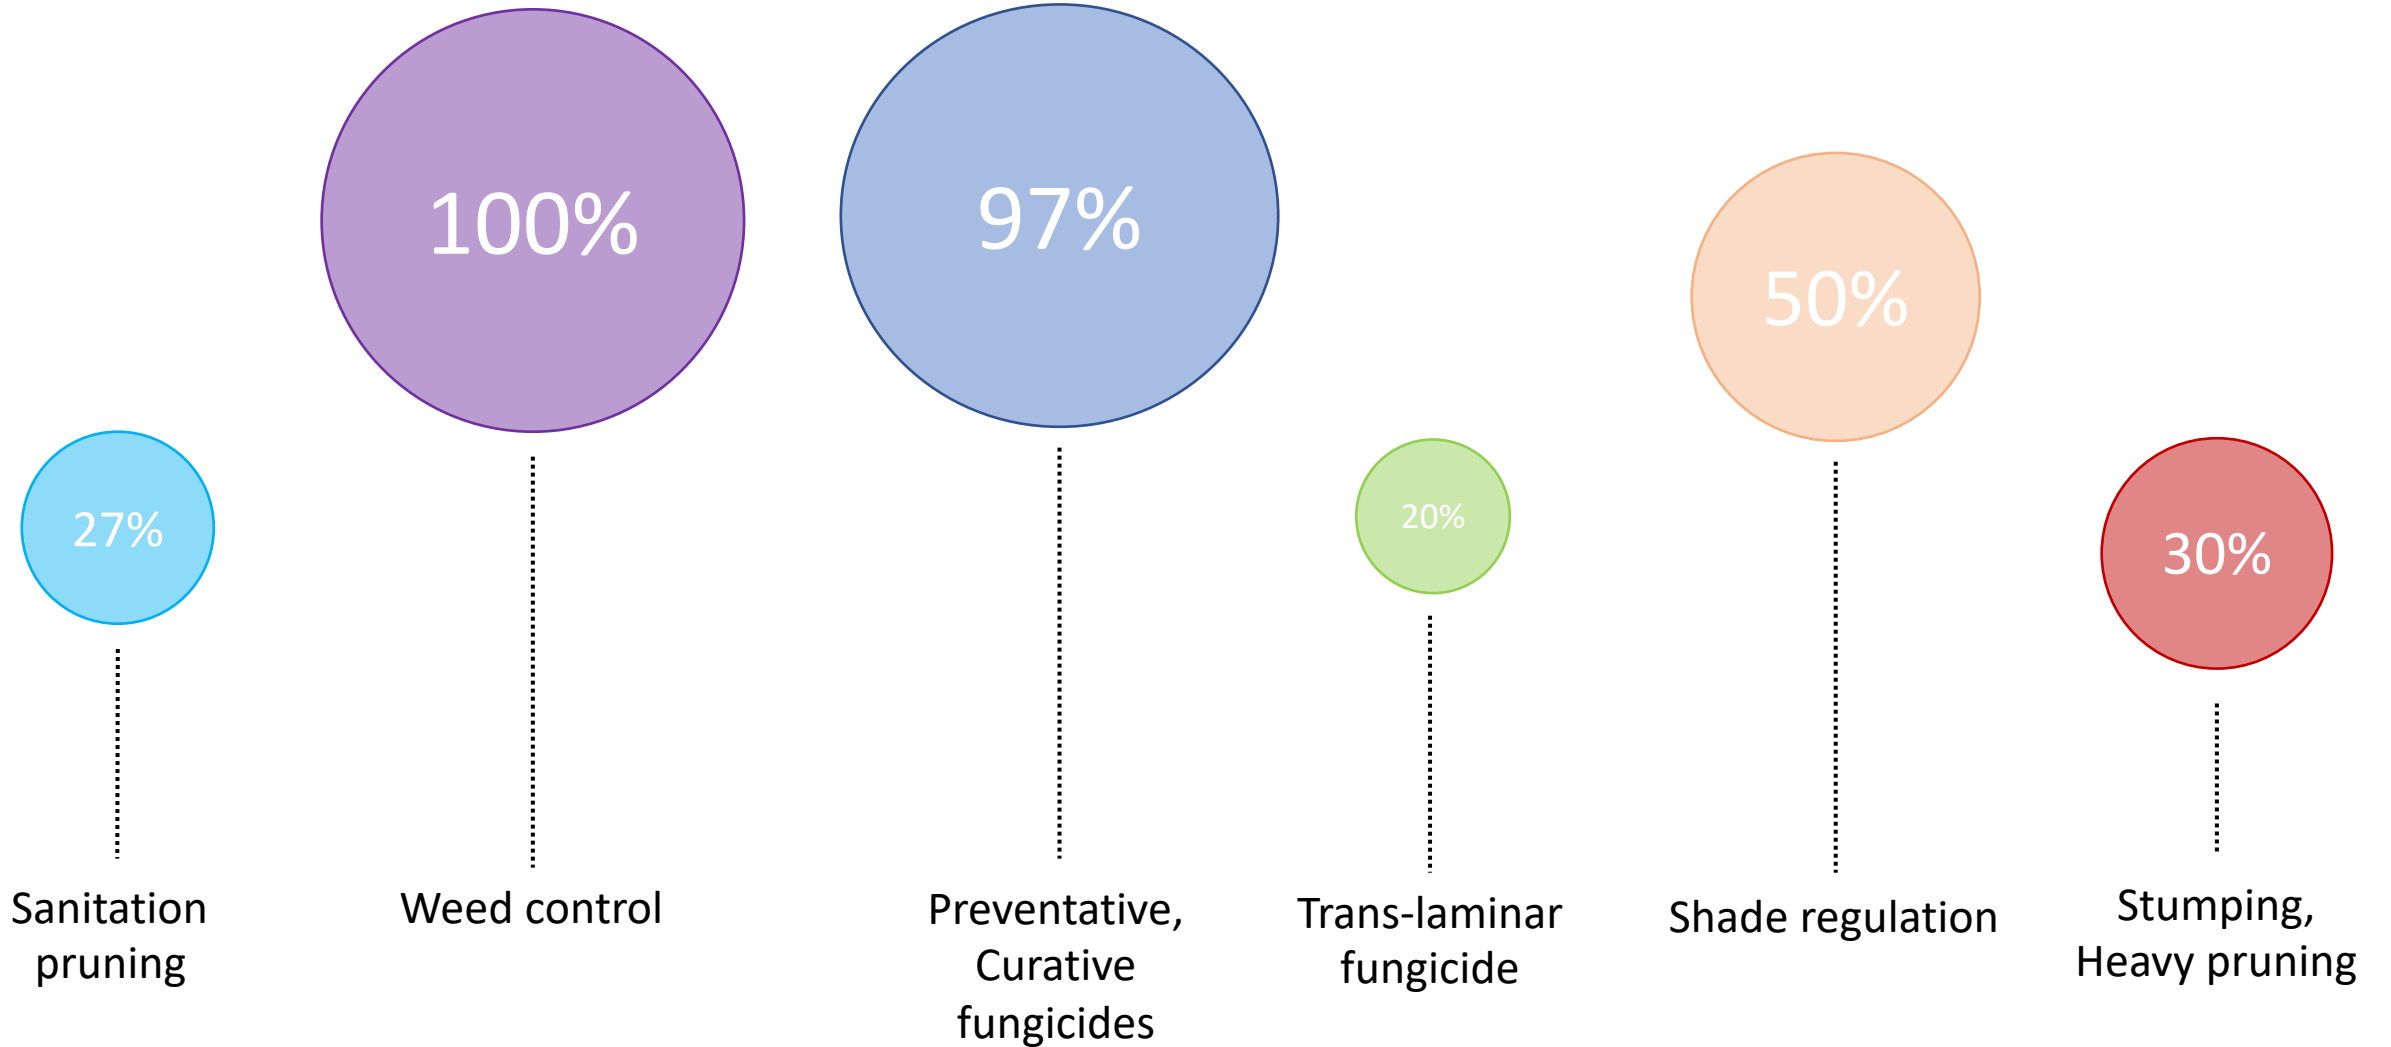 100%
97%
50%
27%
20%
30%
Sanitation
pruning
Weed control
Preventative,
Curative
fungicides
Trans-laminar
fungicide
Shade regulation
Stumping,
Heavy pruning